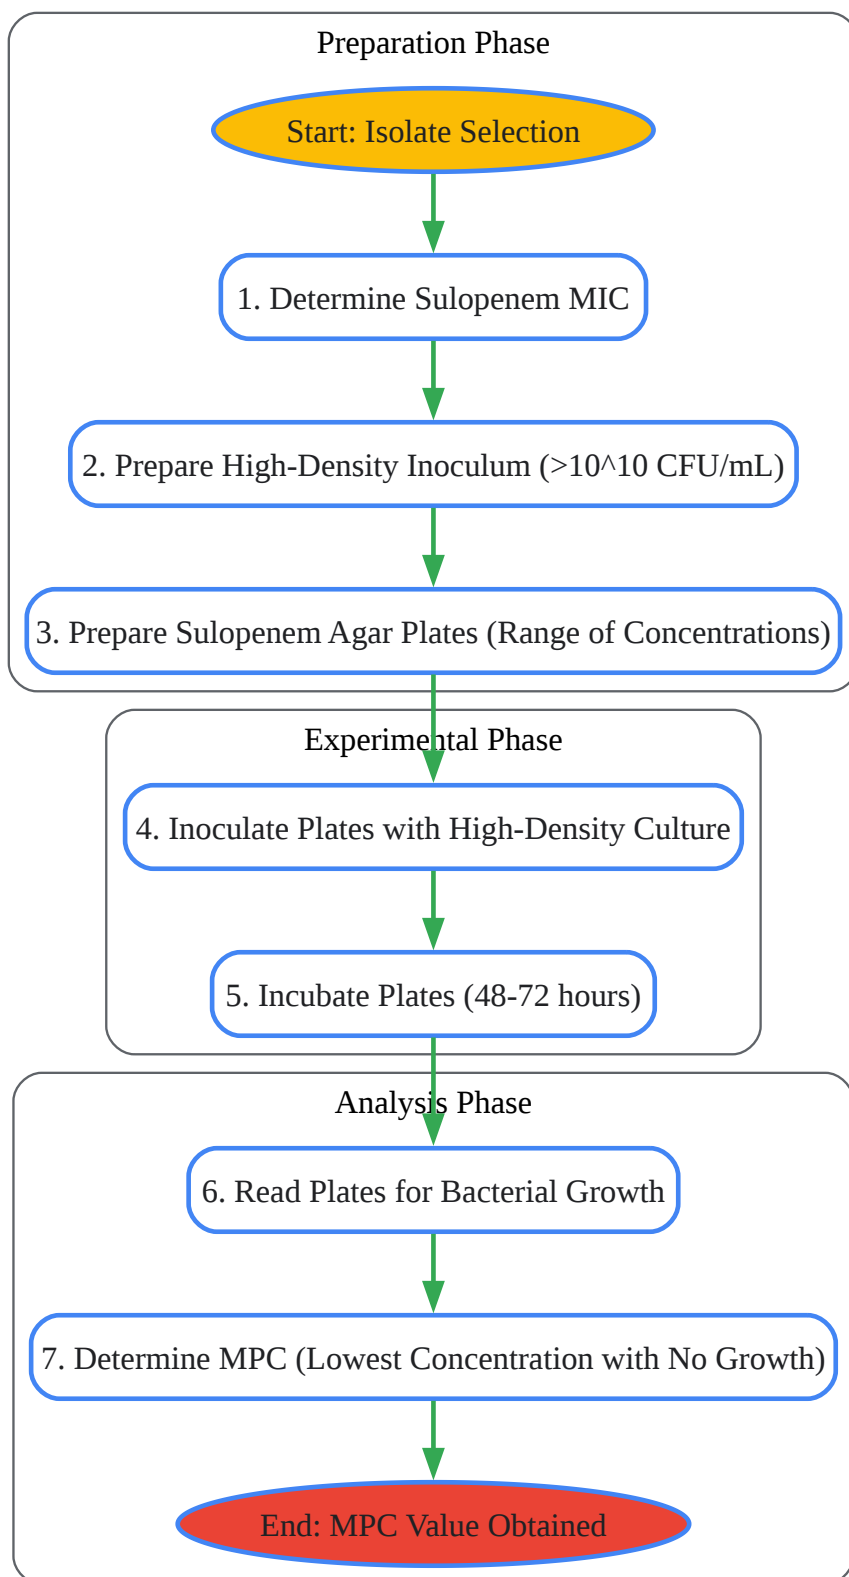 Preparation Phase
Start: Isolate Selection
1. Determine Sulopenem MIC
2. Prepare High-Density Inoculum (>10^10 CFU/mL)
3. Prepare Sulopenem Agar Plates (Range of Concentrations)
Experimental Phase
4. Inoculate Plates with High-Density Culture
5. Incubate Plates (48-72 hours)
Analysis Phase
6. Read Plates for Bacterial Growth
7. Determine MPC (Lowest Concentration with No Growth)
End: MPC Value Obtained